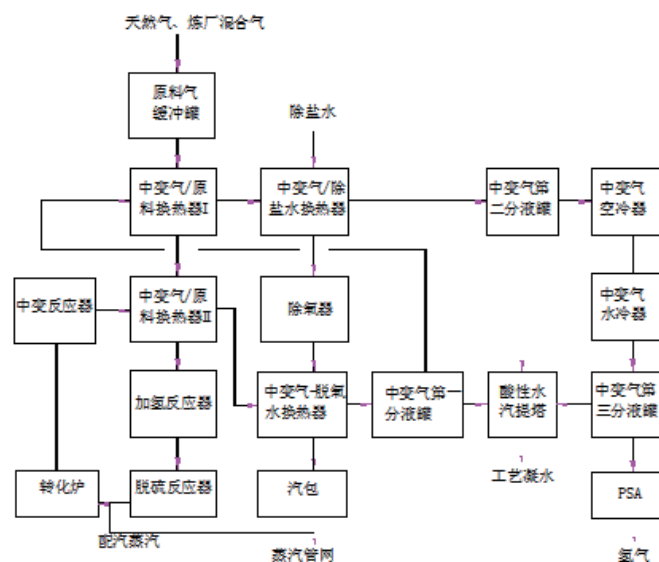 天然气、炼厂混合气
原料气
缓冲罐
除盐水
中变气/原
料换热器I
中变气/除
盐水换热器
中变气第
二分液罐
中变气
空冷器
中变反应器
中变气/原
料换热器II
除氧器
中变气
水冷器
加氢反应器
中变气-脱氧
水换热器
中变气第一
分液罐
酸性水
汽提塔
中变气第
三分液罐
转化炉
脱硫反应器
汽包
工艺凝水
PSA
配汽蒸汽
蒸汽管网
氢气